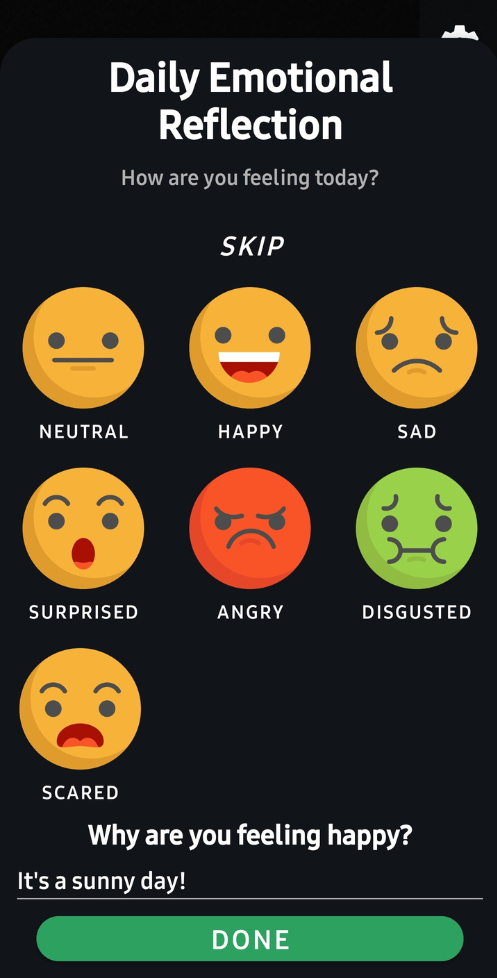 Daily Emotional
Reflection
How are you feeling today?
SKIP
NEUTRAL HAPPY SAD
SURPRISED ANGRY DISGUSTED
SCARED
Why are you feeling happy?
It's a sunny day!
DONE